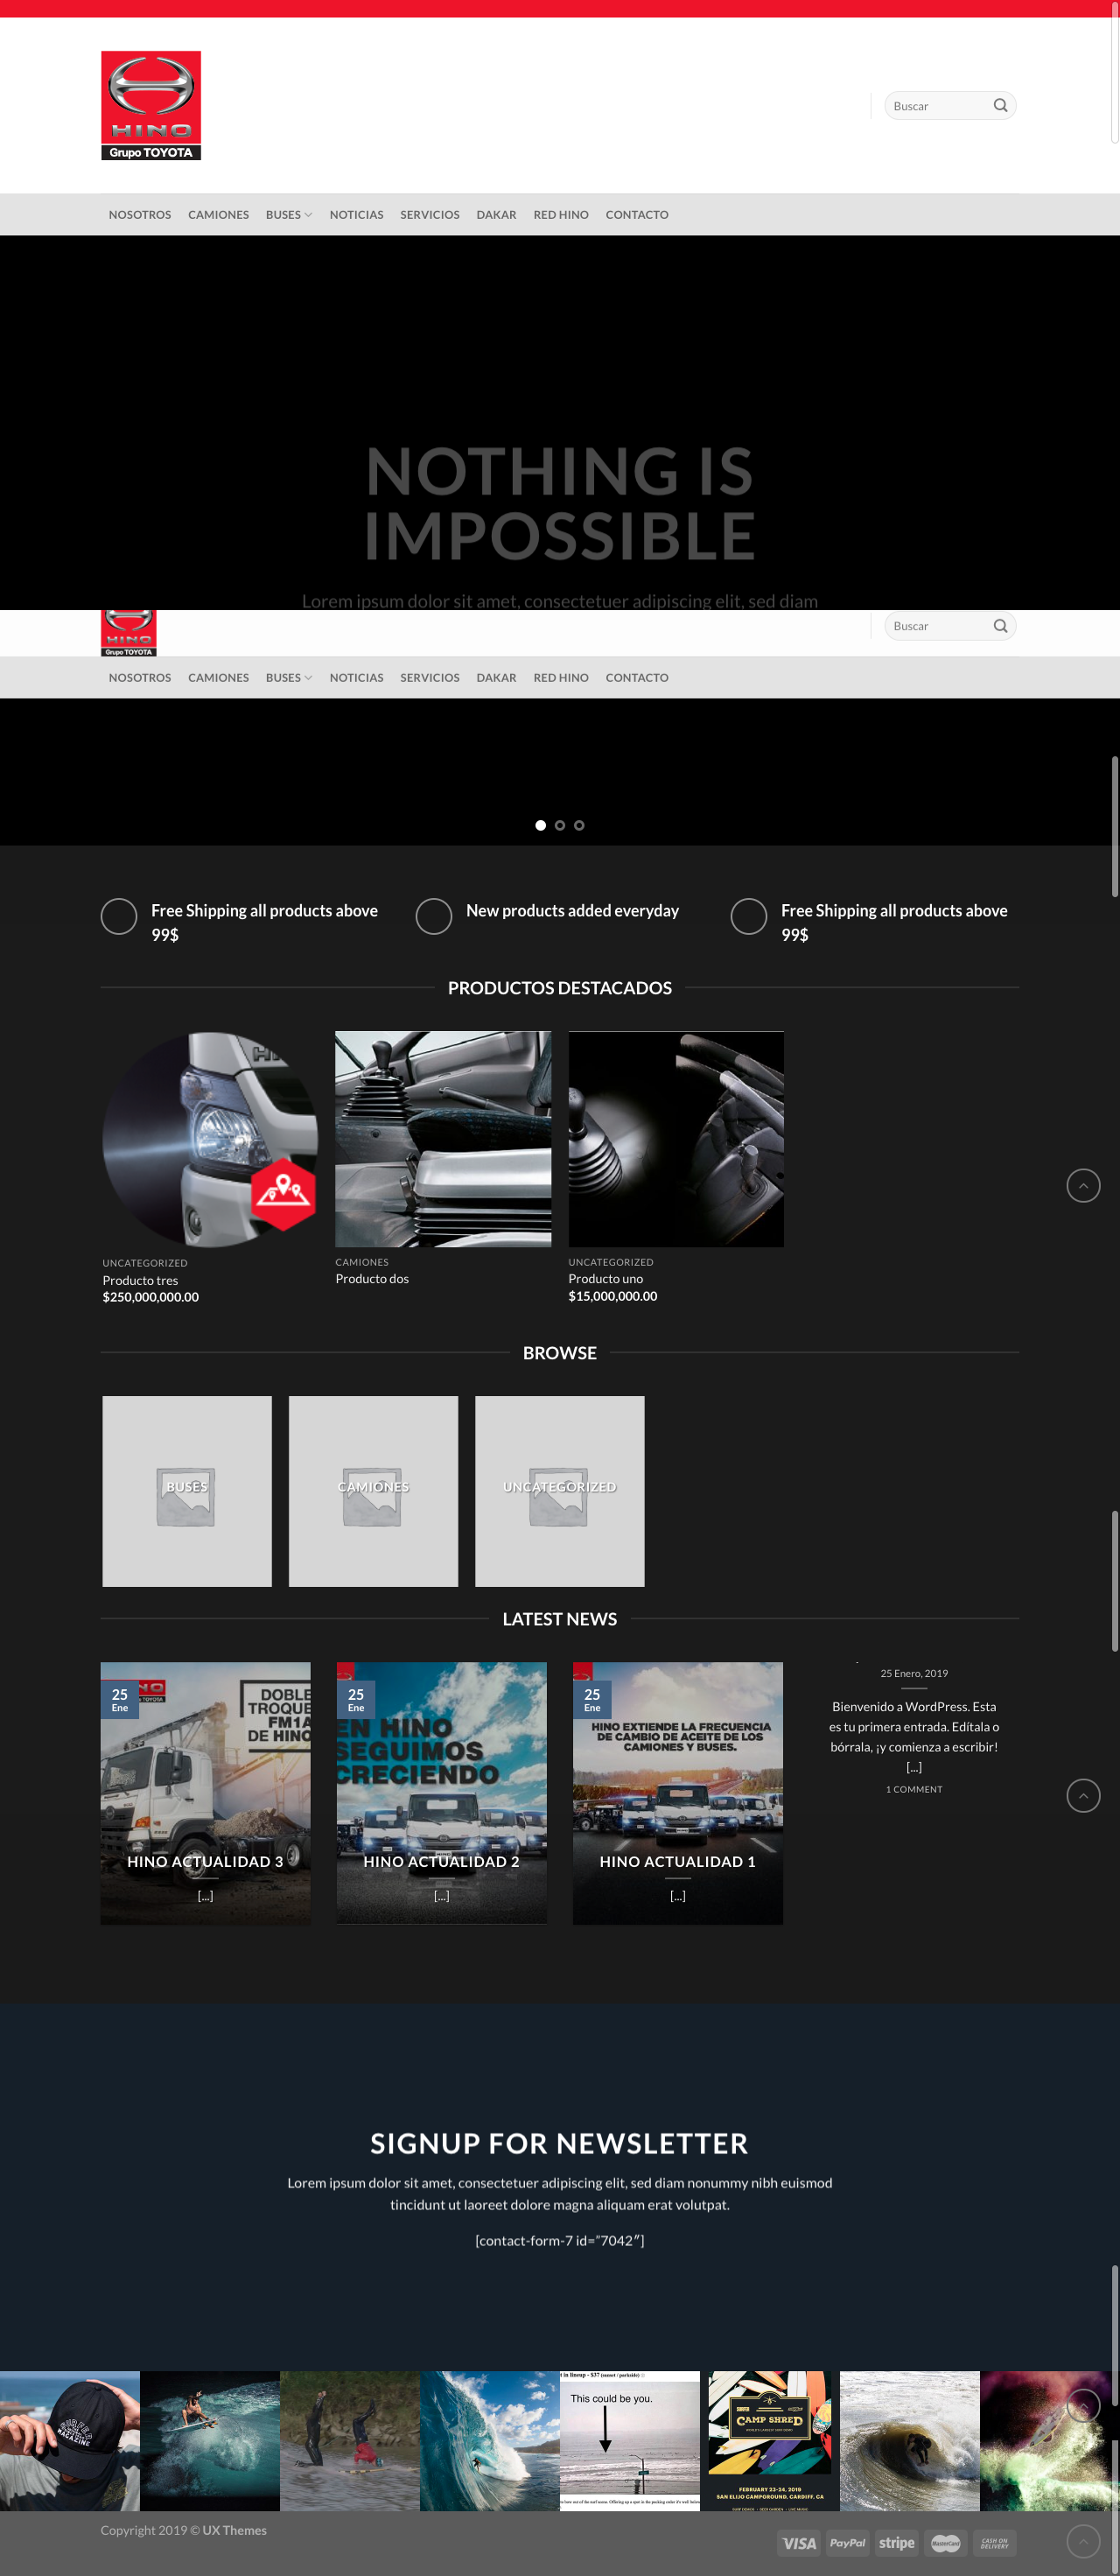 HINO
Grupo TOYOTA
Buscar
NOSOTROS CAMIONES BUSES NOTICIAS SERVICIOS DAKAR RED HINO CONTACTO
NOTHING IS
IMPOSSIBLE
Lorem ipsum dolor sit amet, consectetuer adipiscing elit, sed diam
HINO
Grupo TOYOTA
Buscar
NOSOTROS CAMIONES BUSES NOTICIAS SERVICIOS DAKAR RED HINO CONTACTO
Free Shipping all products above
99$
New products added everyday
Free Shipping all products above
99$
PRODUCTOS DESTACADOS
UNCATEGORIZED
Producto tres
$250,000,000.00
CAMIONES
Producto dos
UNCATEGORIZED
Producto uno
$15,000,000.00
BROWSE
BUSES
CAMIONES
UNCATEGORIZED
LATEST NEWS
25
Ene
DOBLE
TROQUE
FM1A
DE HINO
HINO ACTUALIDAD 3
[...]
25
Ene
EN HINO
SEGUIMOS
CRECIENDO
HINO ACTUALIDAD 2
[...]
25
Ene
HINO EXTIENDE LA FRECUENCIA
DE CAMBIO DE ACEITE DE LOS
CAMIONES Y BUSES.
HINO ACTUALIDAD 1
[...]
25 Enero, 2019
Bienvenido a WordPress. Esta
es tu primera entrada. Edítala o
bórrala, ¡y comienza a escribir!
[...]
1 COMMENT
SIGNUP FOR NEWSLETTER
Lorem ipsum dolor sit amet, consectetuer adipiscing elit, sed diam nonummy nibh euismod
tincidunt ut laoreet dolore magna aliquam erat volutpat.
[contact-form-7 id="7042″]
SURFER
MAGAZINE
This could be you.
CAMP SHRED
FEBRUARY 23-24, 2019
SAN ELIJO CAMPGROUND, CARDIFF, CA
Copyright 2019 © UX Themes
VISA PayPal stripe MasterCard CASH ON DELIVERY